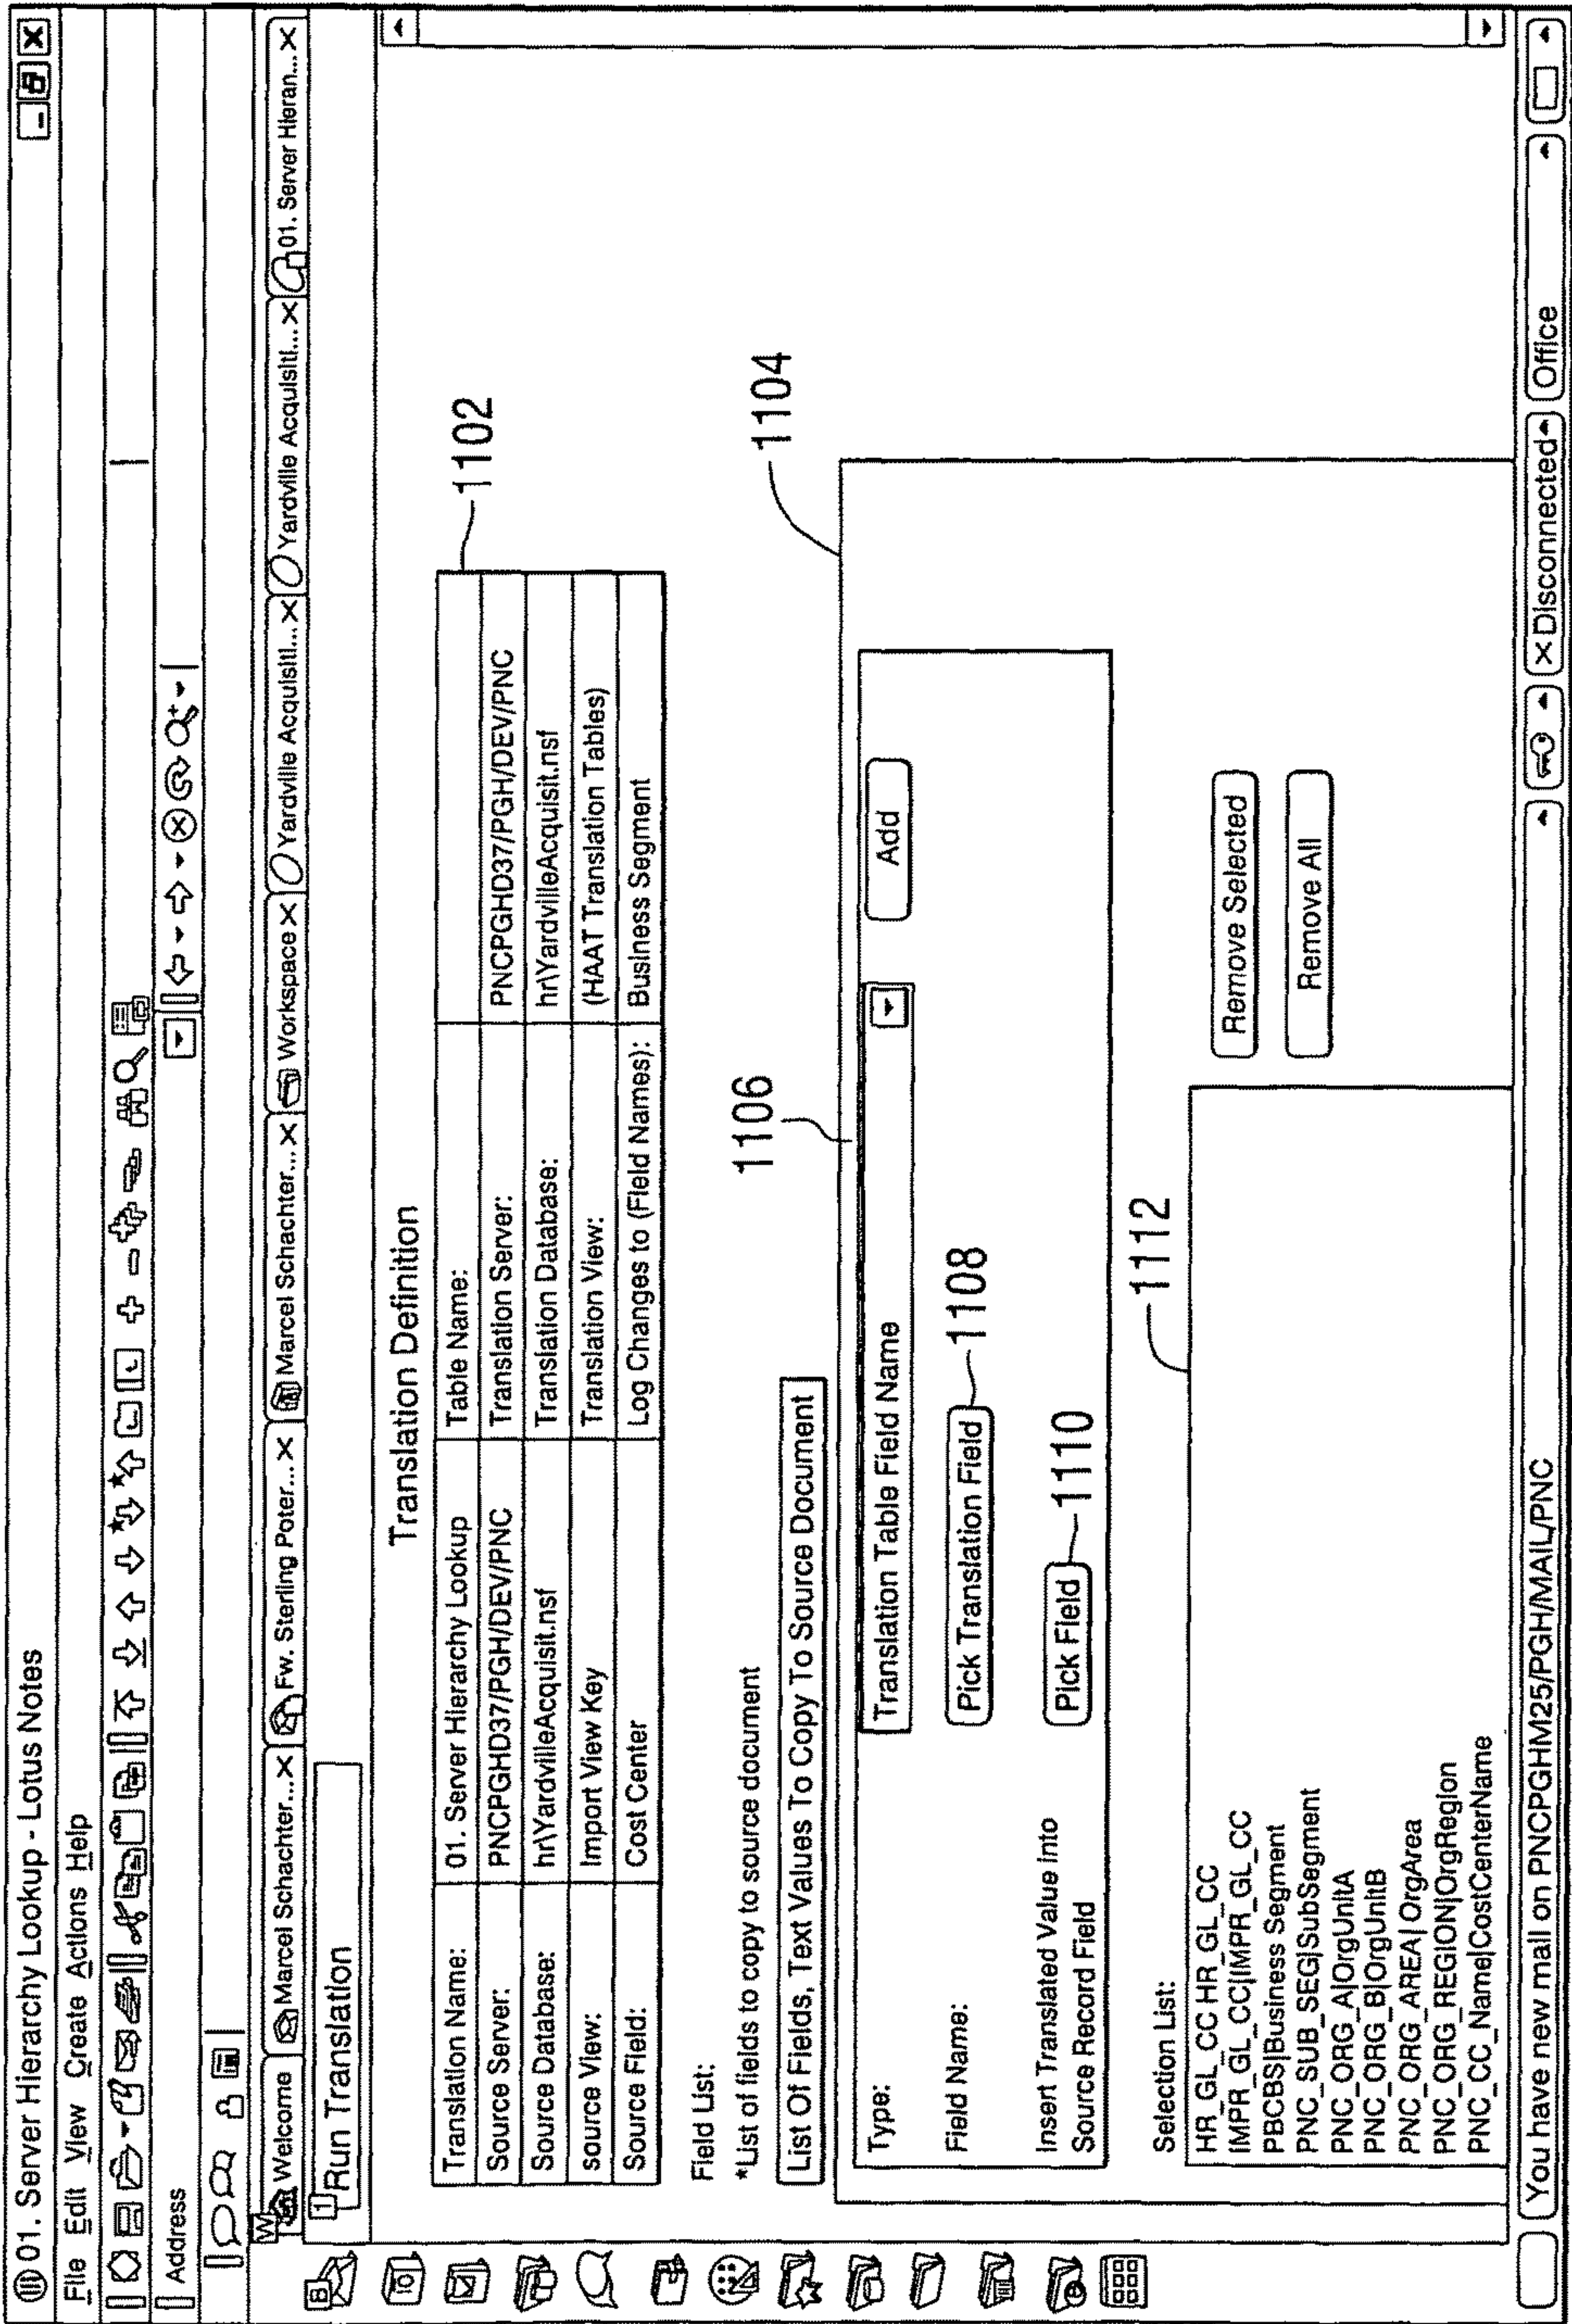 01. Server Hierarchy Lookup - Lotus Notes
File Edit View Create Actions Help
Address
Welcome
Marcel Schachter...
Fw. Sterling Poter...
Marcel Schachter...
Workspace
Yardville Acquisiti...
Yardville Acquisiti...
01. Server Hieran...
Run Translation
Translation Definition
Translation Name: 01. Server Hierarchy Lookup Table Name:
Source Server: PNCPGHD37/PGH/DEV/PNC Translation Server: PNCPGHD37/PGH/DEV/PNC
Source Database: hr\YardvilleAcquisit.nsf Translation Database: hr\YardvilleAcquisit.nsf
source View: Import View Key Translation View: (HAAT Translation Tables)
Source Field: Cost Center Log Changes to (Field Names): Business Segment
1102
Field List:
*List of fields to copy to source document
List Of Fields, Text Values To Copy To Source Document
1106
1104
Type: Translation Table Field Name Add
Field Name: Pick Translation Field 1108
Insert Translated Value Into
Source Record Field
Pick Field 1110
1112
Selection List:
HR_GL_CC HR_GL_CC
IMPR_GL_CC|IMPR_GL_CC
PBCBS|Business Segment
PNC_SUB_SEG|SubSegment
PNC_ORG_A|OrgUnitA
PNC_ORG_B|OrgUnitB
PNC_ORG_AREA| OrgArea
PNC_ORG_REGION|OrgRegion
PNC_CC_Name|CostCenterName
Remove Selected
Remove All
You have new mail on PNCPGHM25/PGH/MAIL/PNC
Disconnected
Office